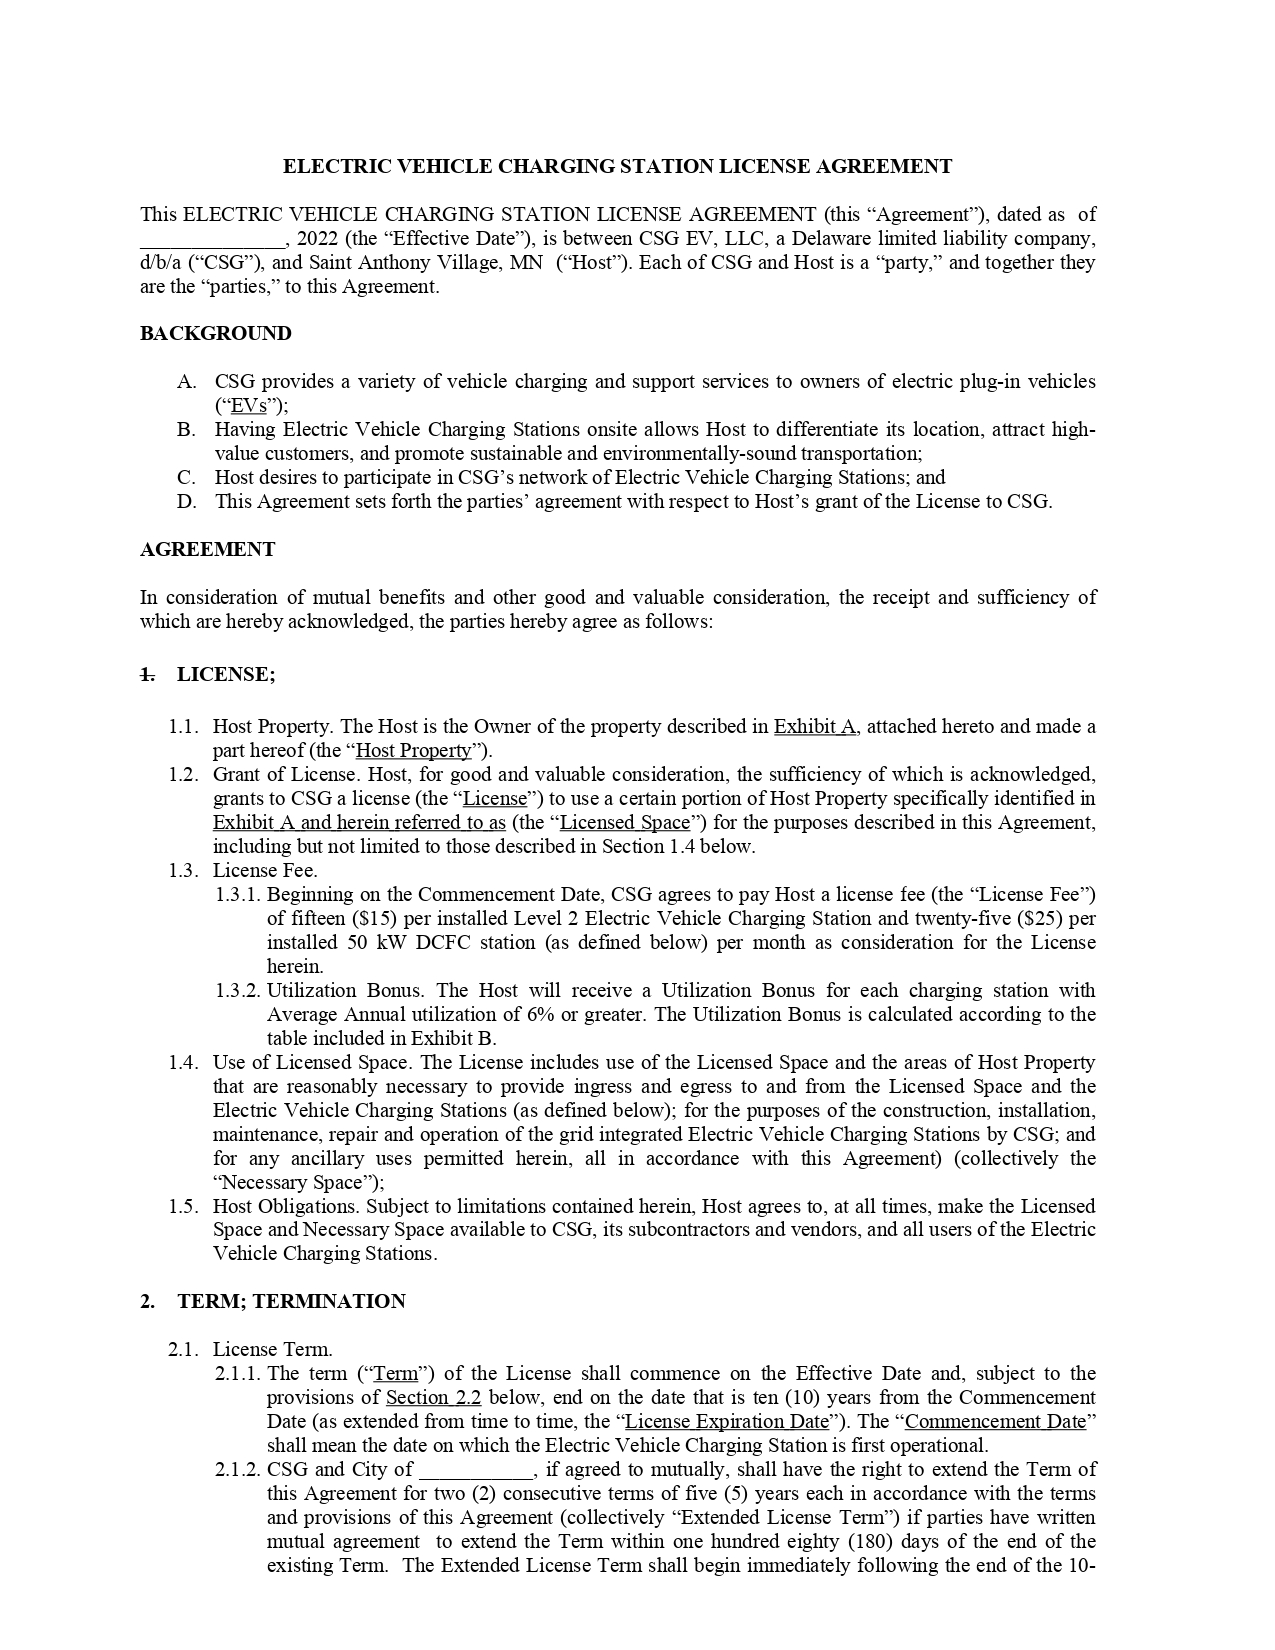 ELECTRIC VEHICLE CHARGING STATION LICENSE AGREEMENT
This ELECTRIC VEHICLE CHARGING STATION LICENSE AGREEMENT (this “Agreement”), dated as of
______________, 2022 (the “Effective Date”), is between CSG EV, LLC, a Delaware limited liability company,
d/b/a (“CSG”), and Saint Anthony Village, MN (“Host”). Each of CSG and Host is a “party,” and together they
are the “parties,” to this Agreement.
BACKGROUND
A. CSG provides a variety of vehicle charging and support services to owners of electric plug-in vehicles
(“EVs”);
B. Having Electric Vehicle Charging Stations onsite allows Host to differentiate its location, attract high-
value customers, and promote sustainable and environmentally-sound transportation;
C. Host desires to participate in CSG’s network of Electric Vehicle Charging Stations; and
D. This Agreement sets forth the parties’ agreement with respect to Host’s grant of the License to CSG.
AGREEMENT
In consideration of mutual benefits and other good and valuable consideration, the receipt and sufficiency of
which are hereby acknowledged, the parties hereby agree as follows:
1. LICENSE;
1.1. Host Property. The Host is the Owner of the property described in Exhibit A, attached hereto and made a
part hereof (the “Host Property”).
1.2. Grant of License. Host, for good and valuable consideration, the sufficiency of which is acknowledged,
grants to CSG a license (the “License”) to use a certain portion of Host Property specifically identified in
Exhibit A and herein referred to as (the “Licensed Space”) for the purposes described in this Agreement,
including but not limited to those described in Section 1.4 below.
1.3. License Fee.
1.3.1. Beginning on the Commencement Date, CSG agrees to pay Host a license fee (the “License Fee”)
of fifteen ($15) per installed Level 2 Electric Vehicle Charging Station and twenty-five ($25) per
installed 50 kW DCFC station (as defined below) per month as consideration for the License
herein.
1.3.2. Utilization Bonus. The Host will receive a Utilization Bonus for each charging station with
Average Annual utilization of 6% or greater. The Utilization Bonus is calculated according to the
table included in Exhibit B.
1.4. Use of Licensed Space. The License includes use of the Licensed Space and the areas of Host Property
that are reasonably necessary to provide ingress and egress to and from the Licensed Space and the
Electric Vehicle Charging Stations (as defined below); for the purposes of the construction, installation,
maintenance, repair and operation of the grid integrated Electric Vehicle Charging Stations by CSG; and
for any ancillary uses permitted herein, all in accordance with this Agreement) (collectively the
“Necessary Space”);
1.5. Host Obligations. Subject to limitations contained herein, Host agrees to, at all times, make the Licensed
Space and Necessary Space available to CSG, its subcontractors and vendors, and all users of the Electric
Vehicle Charging Stations.
2. TERM; TERMINATION
2.1. License Term.
2.1.1. The term (“Term”) of the License shall commence on the Effective Date and, subject to the
provisions of Section 2.2 below, end on the date that is ten (10) years from the Commencement
Date (as extended from time to time, the “License Expiration Date”). The “Commencement Date”
shall mean the date on which the Electric Vehicle Charging Station is first operational.
2.1.2. CSG and City of ___________, if agreed to mutually, shall have the right to extend the Term of
this Agreement for two (2) consecutive terms of five (5) years each in accordance with the terms
and provisions of this Agreement (collectively “Extended License Term”) if parties have written
mutual agreement to extend the Term within one hundred eighty (180) days of the end of the
existing Term. The Extended License Term shall begin immediately following the end of the 10-